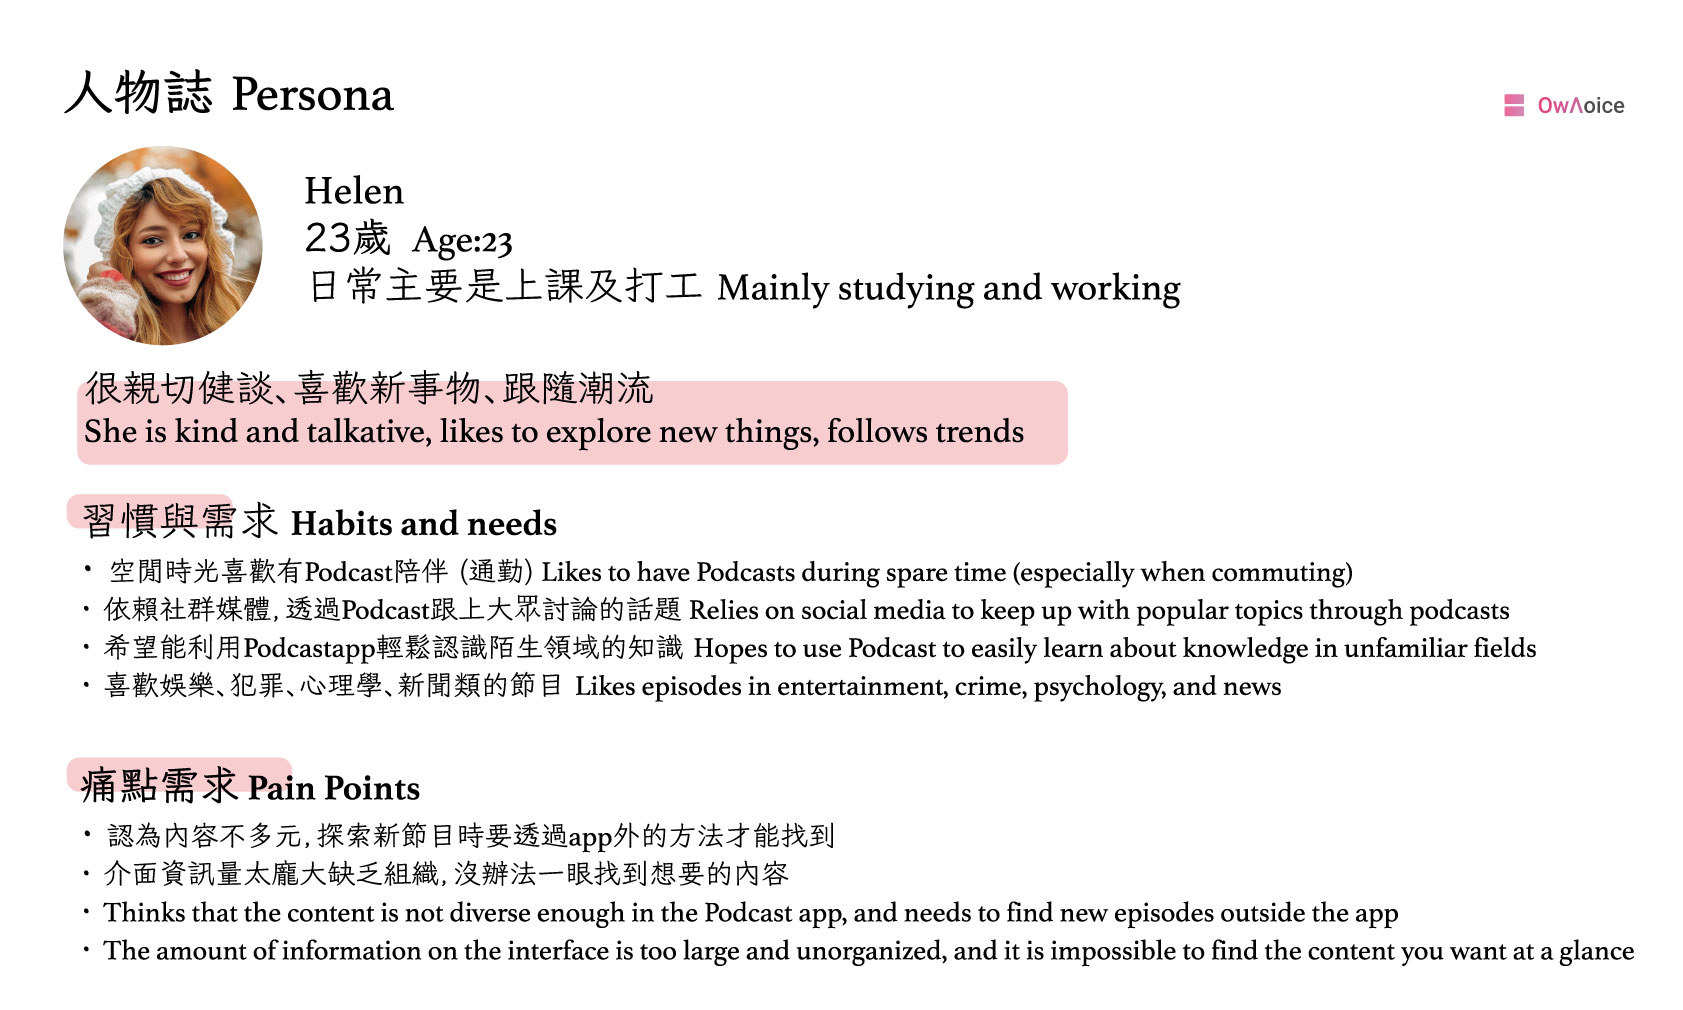 人物誌 Persona
OwΛoice
Helen
23歲 Age:23
日常主要是上課及打工 Mainly studying and working
很親切健談、喜歡新事物、跟隨潮流
She is kind and talkative, likes to explore new things, follows trends
習慣與需求 Habits and needs
• 空閒時光喜歡有Podcast陪伴 (通勤) Likes to have Podcasts during spare time (especially when commuting)
• 依賴社群媒體, 透過Podcast跟上大眾討論的話題 Relies on social media to keep up with popular topics through podcasts
• 希望能利用Podcastapp輕鬆認識陌生領域的知識 Hopes to use Podcast to easily learn about knowledge in unfamiliar fields
• 喜歡娛樂、犯罪、心理學、新聞類的節目 Likes episodes in entertainment, crime, psychology, and news
痛點需求 Pain Points
• 認為內容不多元, 探索新節目時要透過app外的方法才能找到
• 介面資訊量太龐大缺乏組織, 沒辦法一眼找到想要的內容
• Thinks that the content is not diverse enough in the Podcast app, and needs to find new episodes outside the app
• The amount of information on the interface is too large and unorganized, and it is impossible to find the content you want at a glance